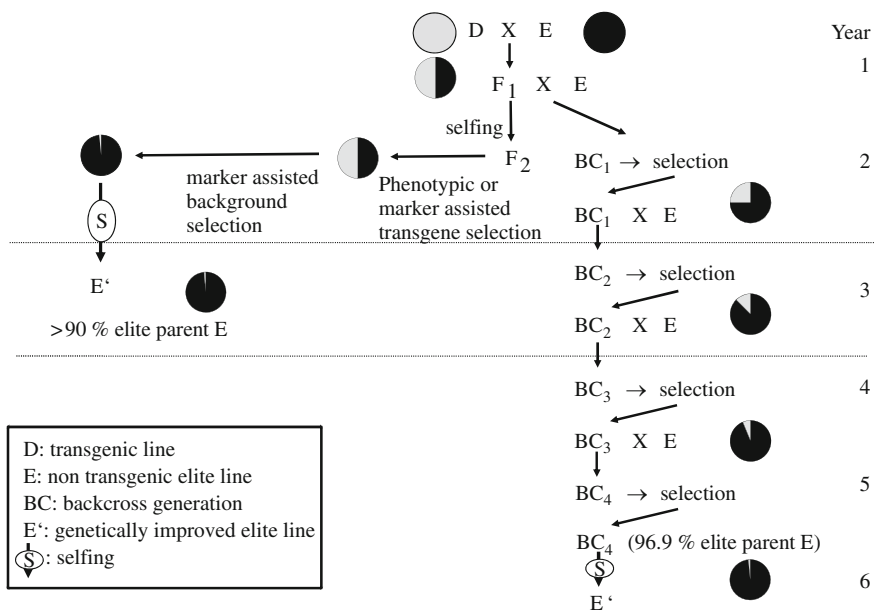 D X E Year
1
F1 X E
selfing
F2
BC1 → selection 2
marker assisted
background
selection
Phenotypic or
marker assisted
transgene selection
S
BC1 X E
E‘
>90 % elite parent E
BC2 → selection 3
BC2 X E
BC3 → selection 4
BC3 X E
BC4 → selection 5
BC4 (96.9 % elite parent E)
S
6
E‘
D: transgenic line
E: non transgenic elite line
BC: backcross generation
E‘: genetically improved elite line
S: selfing